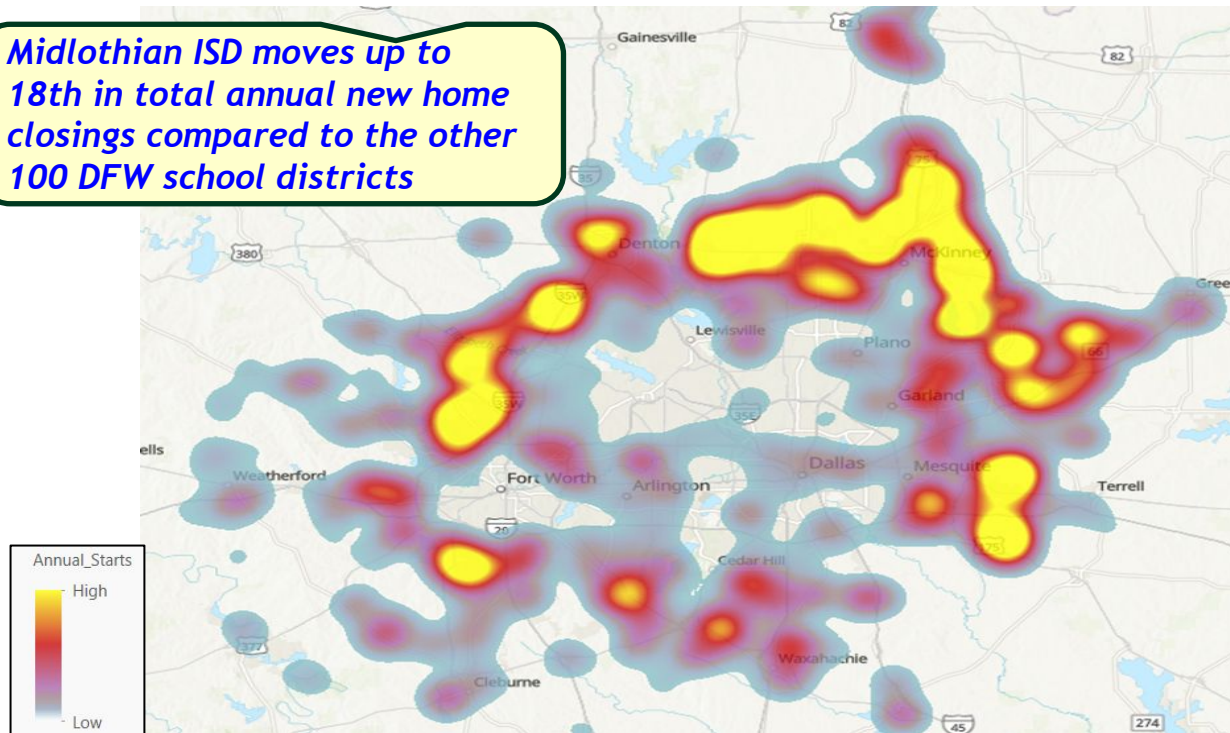 Midlothian ISD moves up to
18th in total annual new home
closings compared to the other
100 DFW school districts
Gainesville
82
82
75
35
380
Denton
McKinney
Gree
35W
Lewisville
Plano
66
Garland
35W
35E
ells
Weatherford
Fort Worth
Arlington
Dallas
Mesquite
Terrell
20
175
Cedar Hill
Annual_Starts
High
Low
377
Waxahachie
Cleburne
45
274